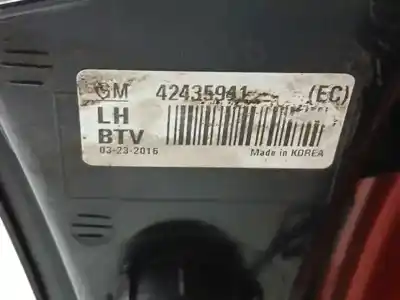 GM 42435941 (EC)
LH
BTV
03-23-2016 Made in KOREA